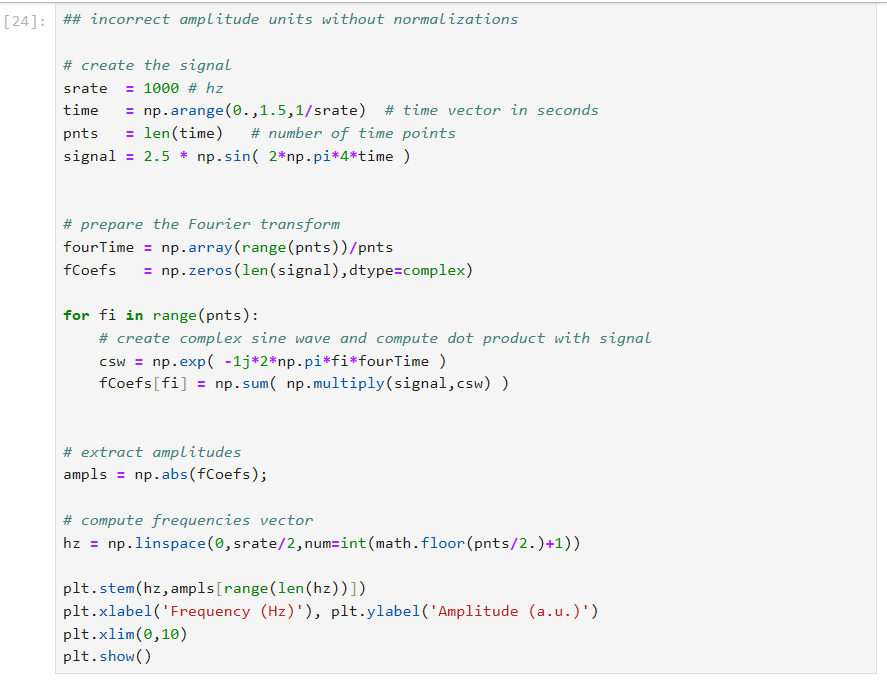 [24]:
## incorrect amplitude units without normalizations
# create the signal
srate  = 1000 # hz
time   = np.arange(0.,1.5,1/srate)  # time vector in seconds
pnts   = len(time)   # number of time points
signal = 2.5 * np.sin( 2*np.pi*4*time )
# prepare the Fourier transform
fourTime = np.array(range(pnts))/pnts
fCoefs   = np.zeros(len(signal),dtype=complex)
for fi in range(pnts):
    # create complex sine wave and compute dot product with signal
    csw = np.exp( -1j*2*np.pi*fi*fourTime )
    fCoefs[fi] = np.sum( np.multiply(signal,csw) )
# extract amplitudes
ampls = np.abs(fCoefs);
# compute frequencies vector
hz = np.linspace(0,srate/2,num=int(math.floor(pnts/2.)+1))
plt.stem(hz,ampls[range(len(hz))])
plt.xlabel('Frequency (Hz)'), plt.ylabel('Amplitude (a.u.)')
plt.xlim(0,10)
plt.show()